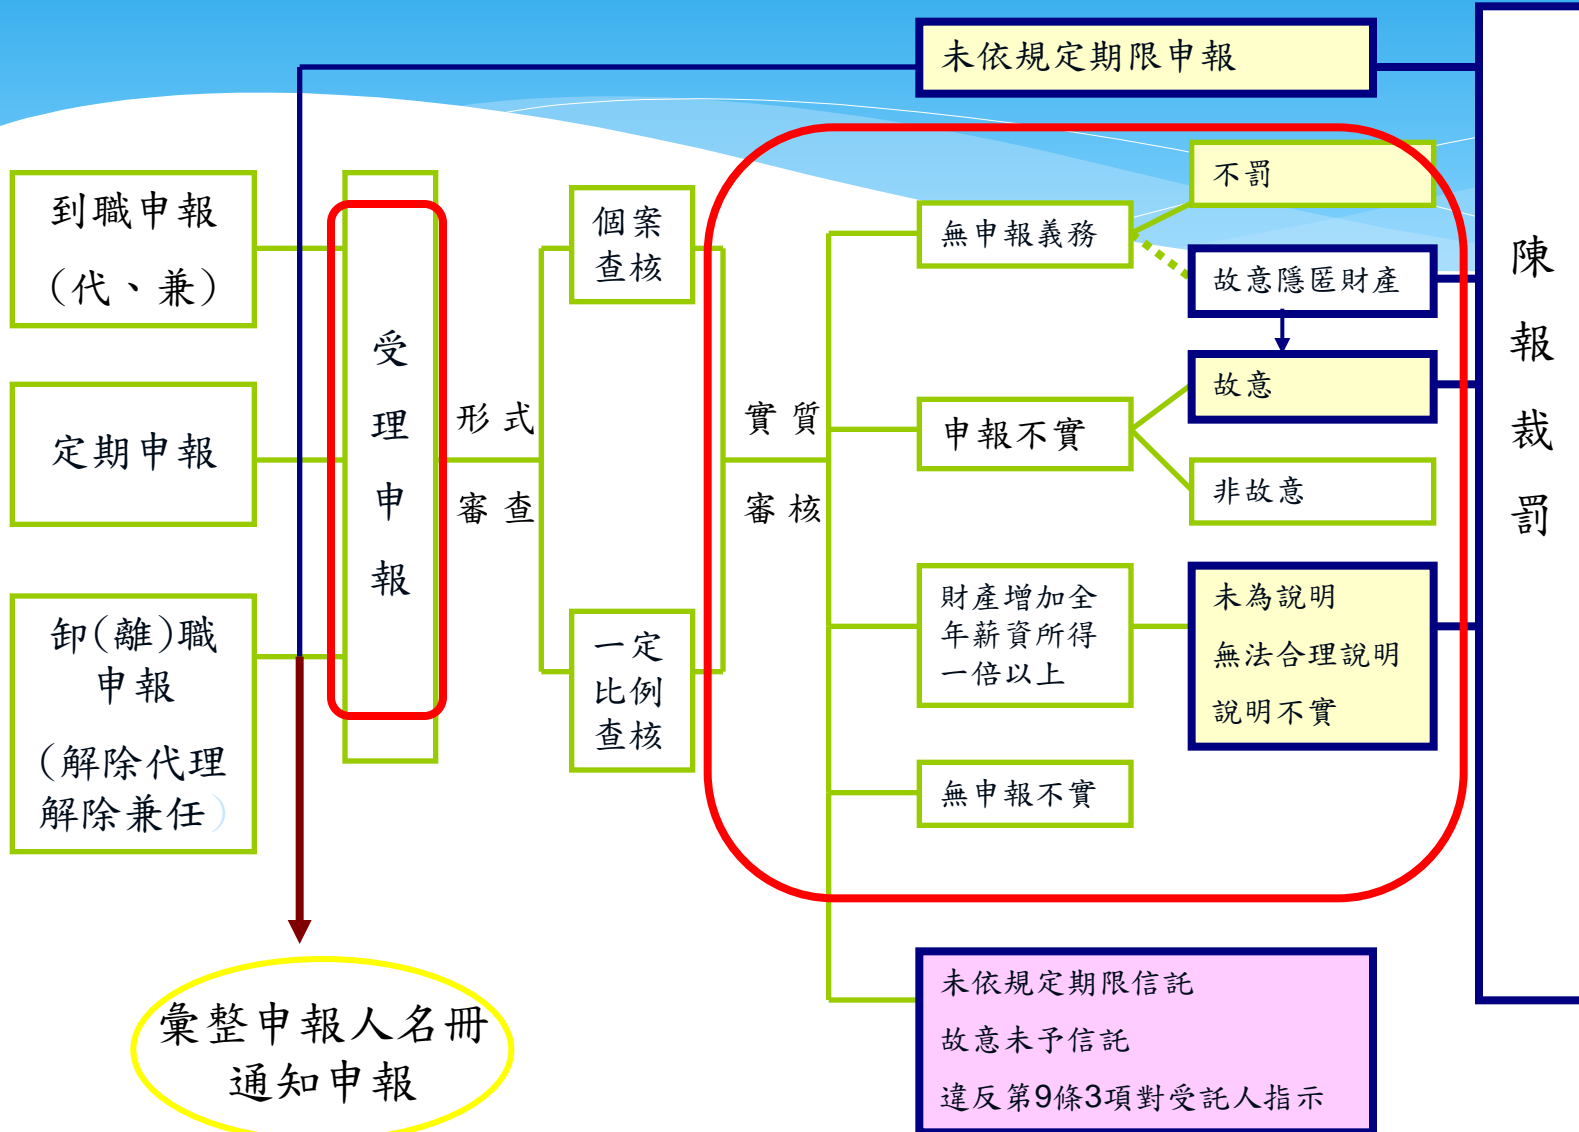 未依規定期限申報
到職申報
(代、兼)
定期申報
卸(離)職
申報
(解除代理
解除兼任)
受
理
申
報
形式
審查
個案
查核
一定
比例
查核
實質
審核
無申報義務
不罰
故意隱匿財產
申報不實
故意
非故意
財產增加全
年薪資所得
一倍以上
未為說明
無法合理說明
說明不實
無申報不實
未依規定期限信託
故意未予信託
違反第9條3項對受託人指示
陳
報
裁
罰
彙整申報人名冊
通知申報